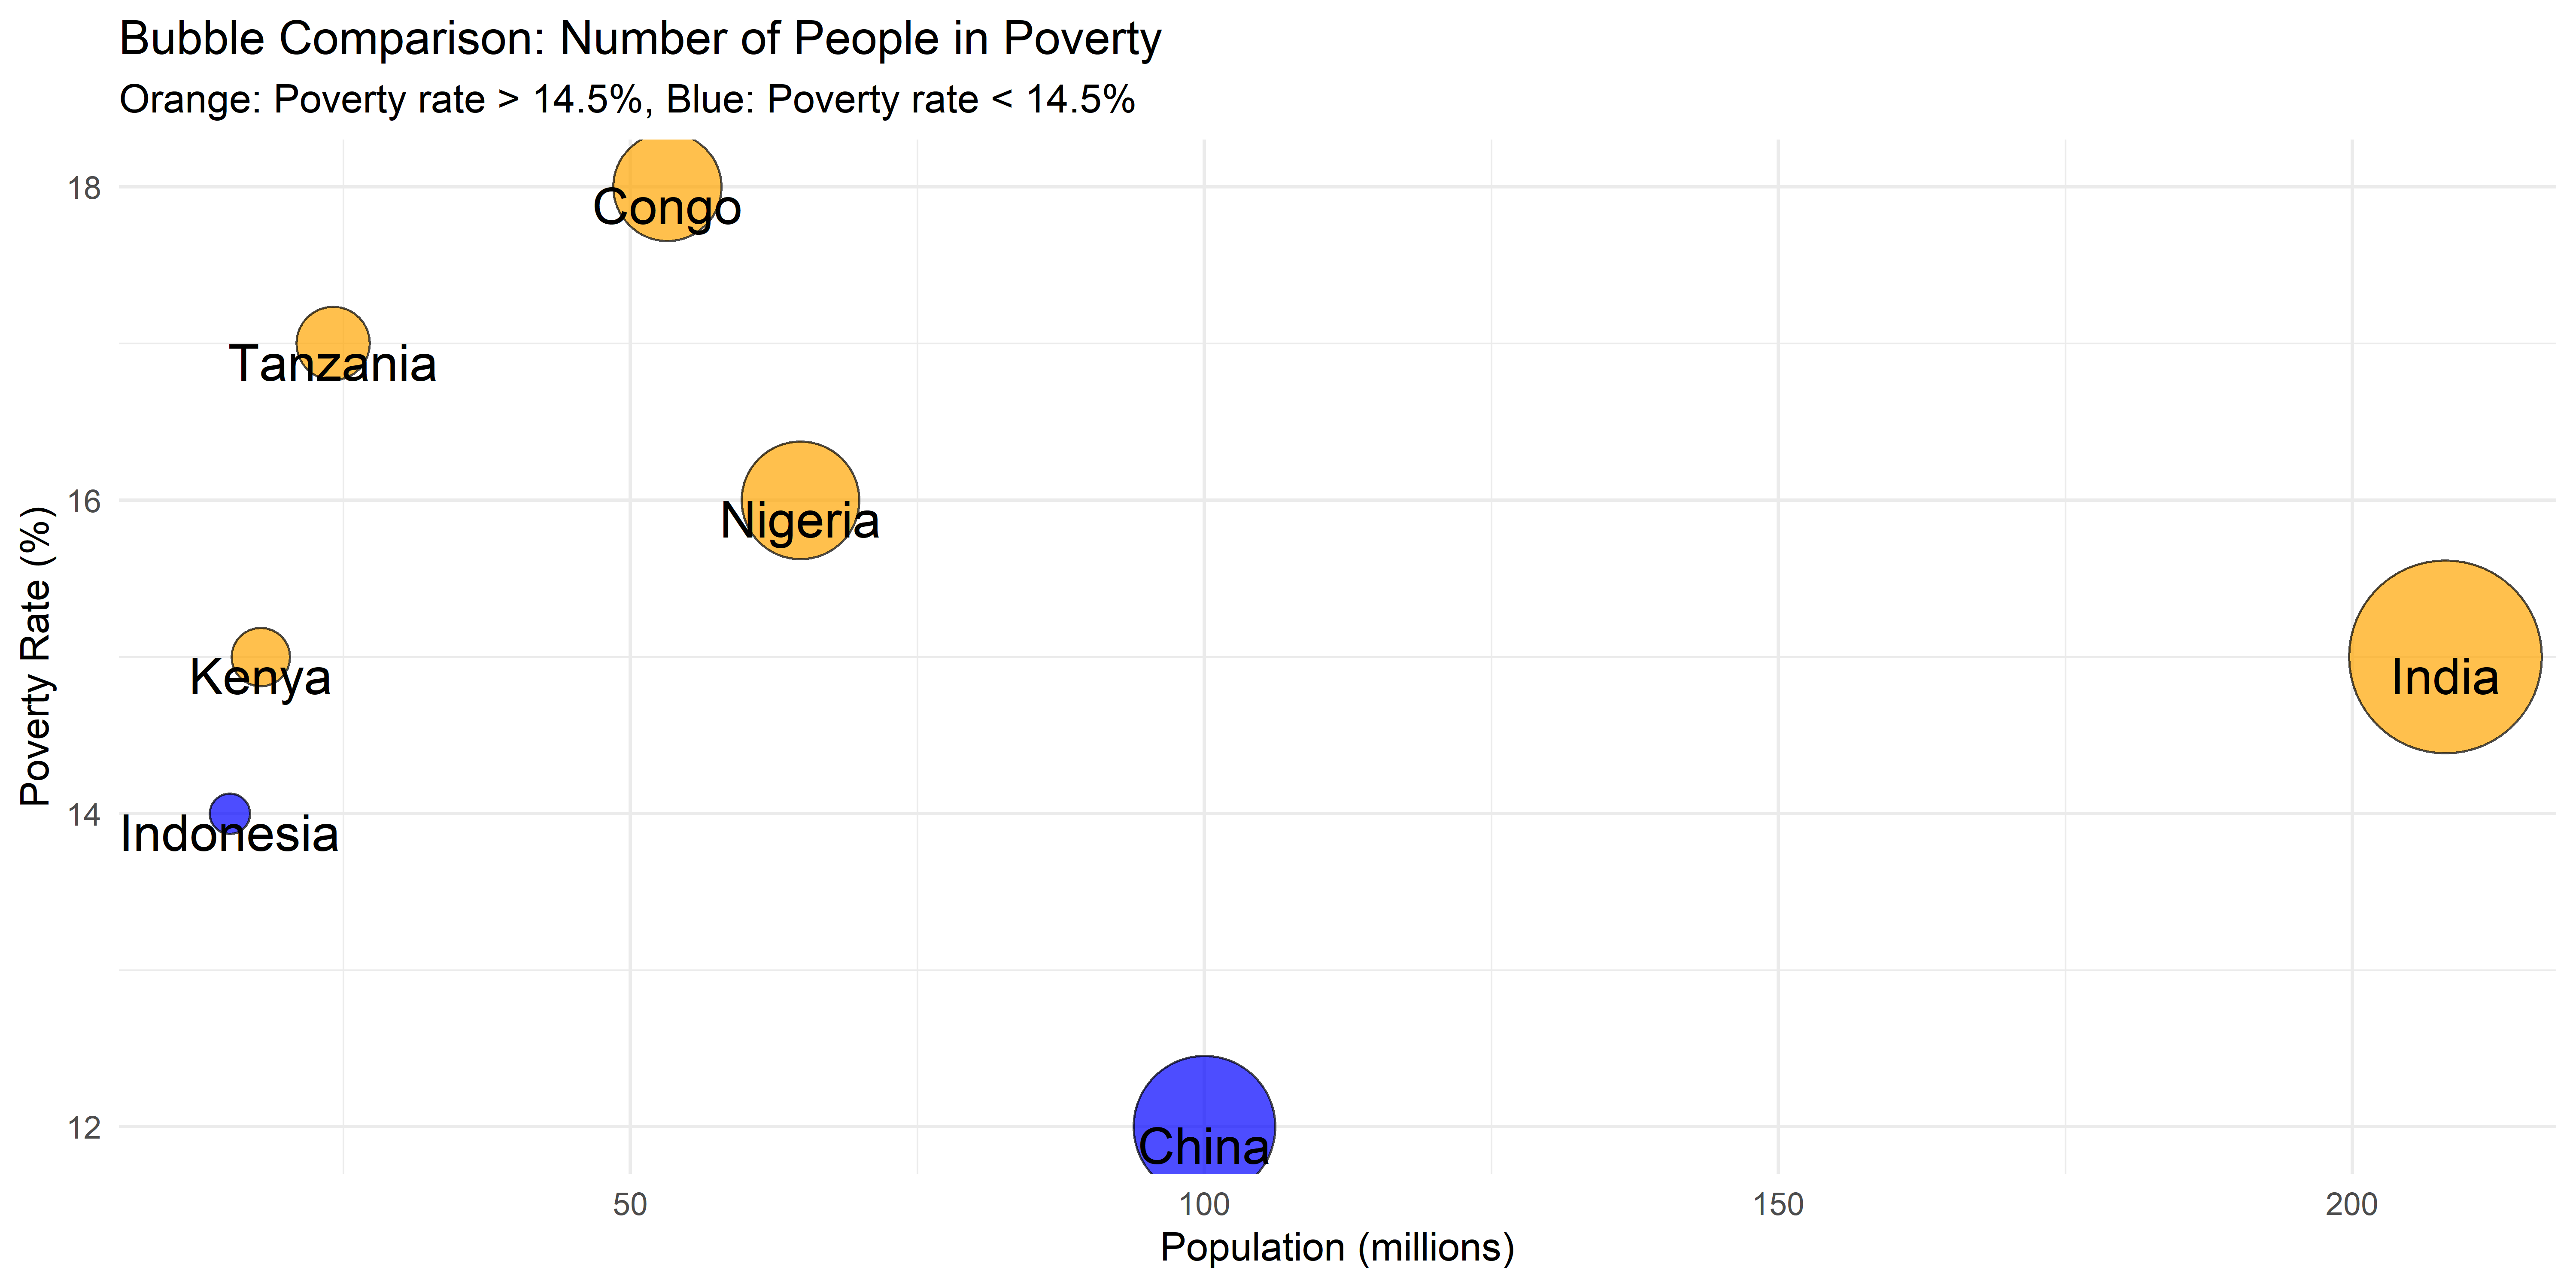 Bubble Comparison: Number of People in Poverty
Orange: Poverty rate > 14.5%, Blue: Poverty rate < 14.5%
18
Congo
Tanzania
16
Nigeria
Kenya
India
14
Indonesia
12
China
Poverty Rate (%)
50
100
150
200
Population (millions)